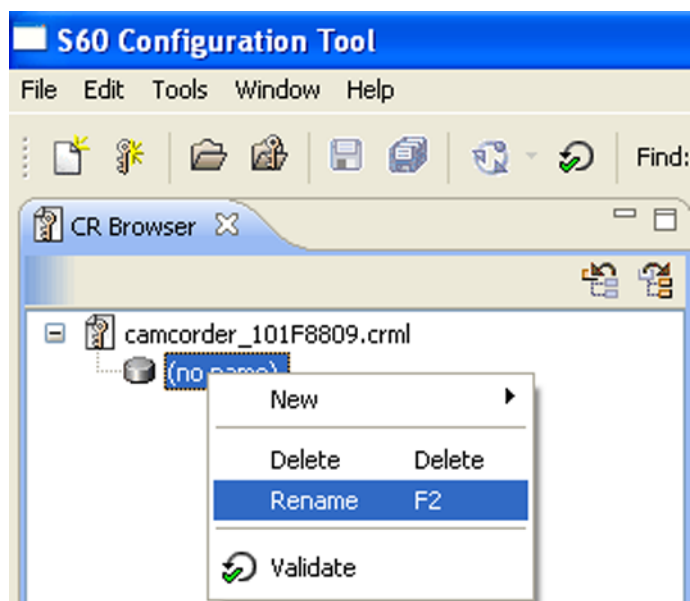 S60 Configuration Tool
File Edit Tools Window Help
Find:
CR Browser
camcorder_101F8809.crml
(no name)
New
Delete Delete
Rename F2
Validate